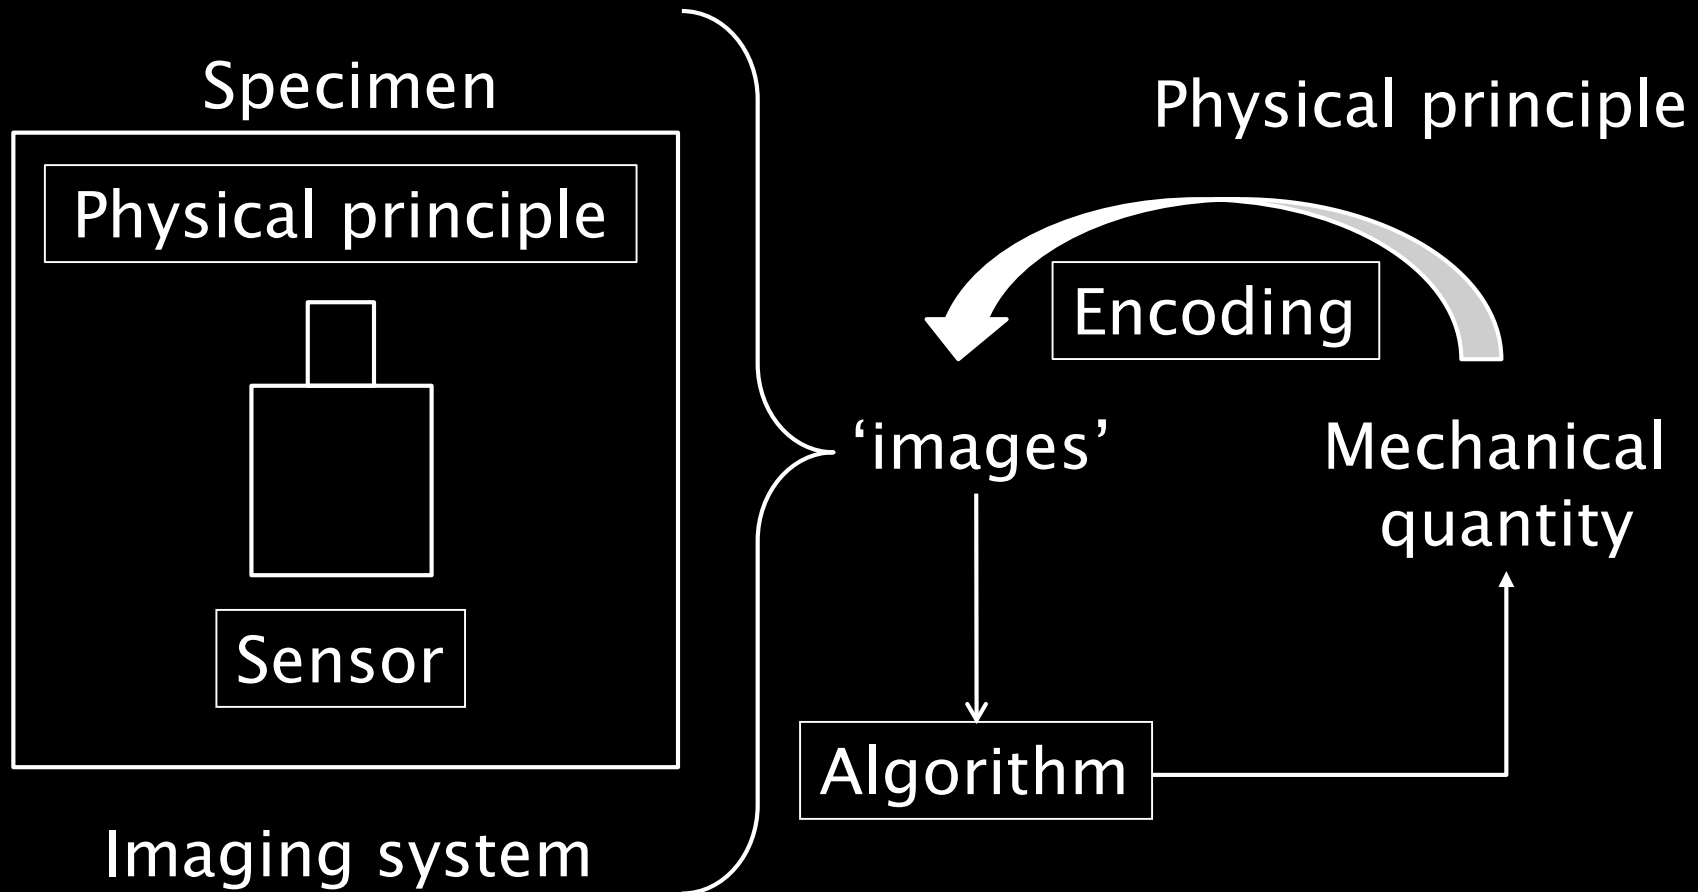 Specimen
Physical principle
Sensor
Imaging system
Physical principle
Encoding
‘images’
Mechanical
quantity
Algorithm